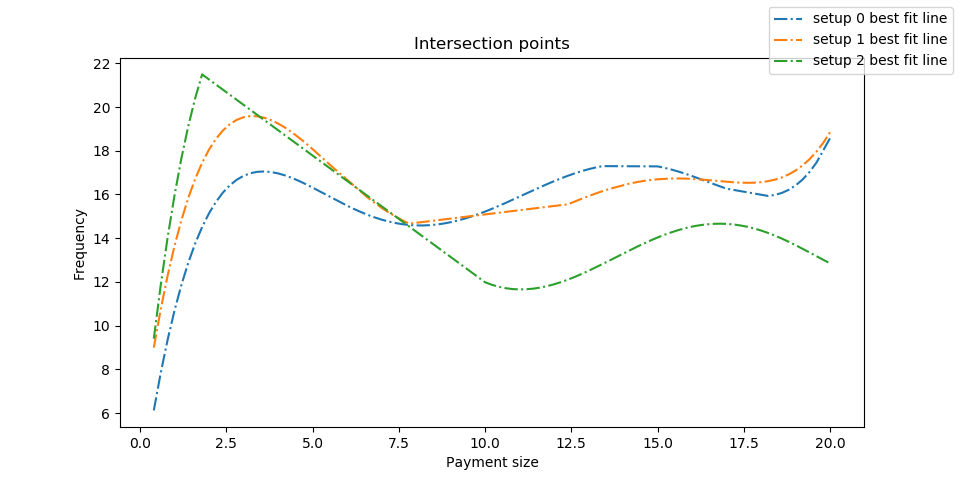 setup 0 best fit line
setup 1 best fit line
setup 2 best fit line
Intersection points
Frequency
22
20
18
16
14
12
10
8
6
0.0 2.5 5.0 7.5 10.0 12.5 15.0 17.5 20.0
Payment size